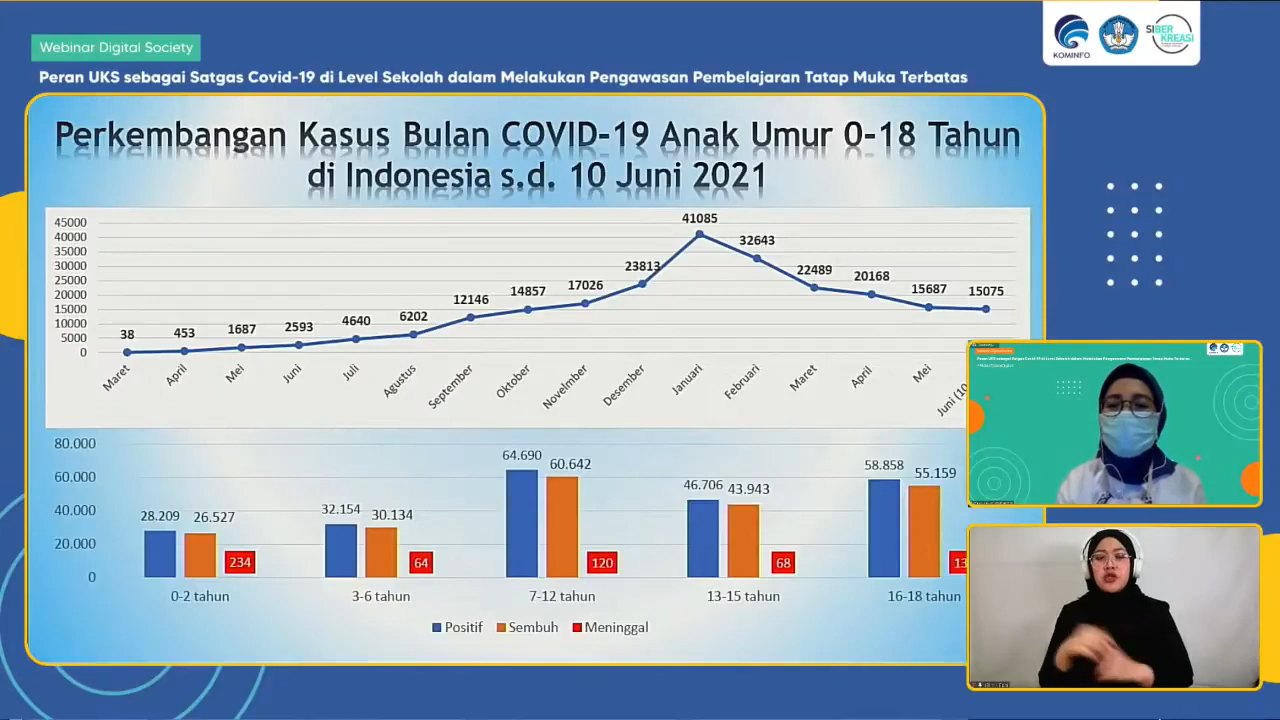 Webinar Digital Society
Peran UKS sebagai Satgas Covid-19 di Level Sekolah dalam Melakukan Pengawasan Pembelajaran Tatap Muka Terbatas
KOMINFO
SIBER
KREASI
Perkembangan Kasus Bulan COVID-19 Anak Umur 0-18 Tahun
di Indonesia s.d. 10 Juni 2021
45000
40000
35000
30000
25000
20000
15000
10000
5000
0
38
453
1687
2593
4640
6202
12146
14857
17026
23813
41085
32643
22489
20168
15687
15075
Maret
April
Mei
Juni
Juli
Agustus
September
Oktober
Novelmber
Desember
Januari
Februari
Maret
April
Mei
Juni (10
80.000
60.000
40.000
20.000
0
28.209
26.527
234
32.154
30.134
64
64.690
60.642
120
46.706
43.943
68
58.858
55.159
13
0-2 tahun
3-6 tahun
7-12 tahun
13-15 tahun
16-18 tahun
Positif
Sembuh
Meninggal